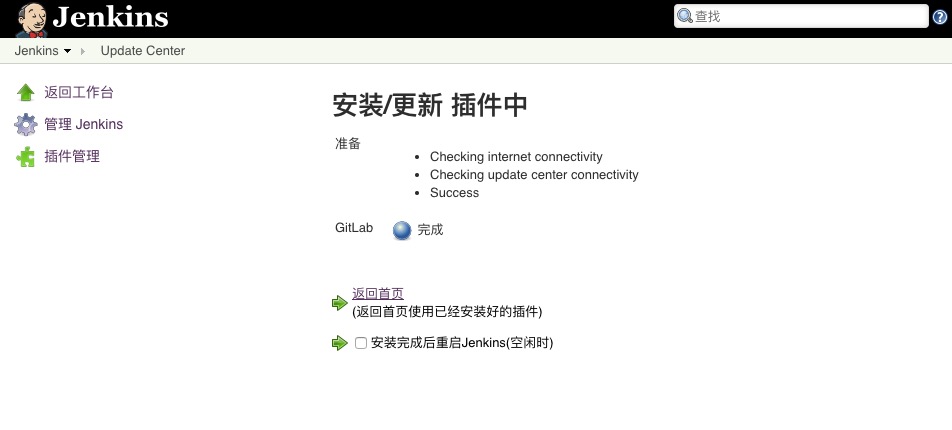 Jenkins
查找
Jenkins
Update Center
返回工作台
管理 Jenkins
插件管理
安装/更新 插件中
准备
Checking internet connectivity
Checking update center connectivity
Success
GitLab
完成
返回首页
(返回首页使用已经安装好的插件)
安装完成后重启Jenkins(空闲时)